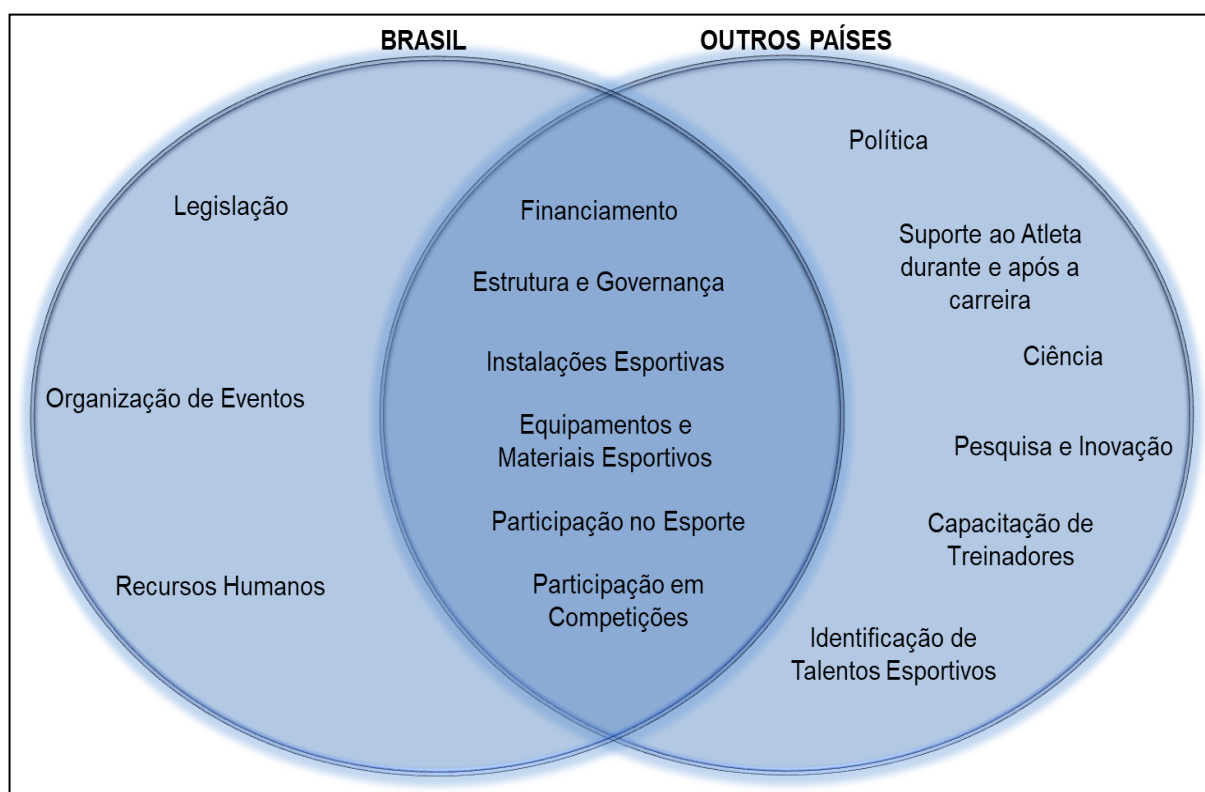 BRASIL
OUTROS PAÍSES
Legislação
Organização de Eventos
Recursos Humanos
Financiamento
Estrutura e Governança
Instalações Esportivas
Equipamentos e
Materiais Esportivos
Participação no Esporte
Participação em
Competições
Política
Suporte ao Atleta
durante e após a
carreira
Ciência
Pesquisa e Inovação
Capacitação de
Treinadores
Identificação de
Talentos Esportivos